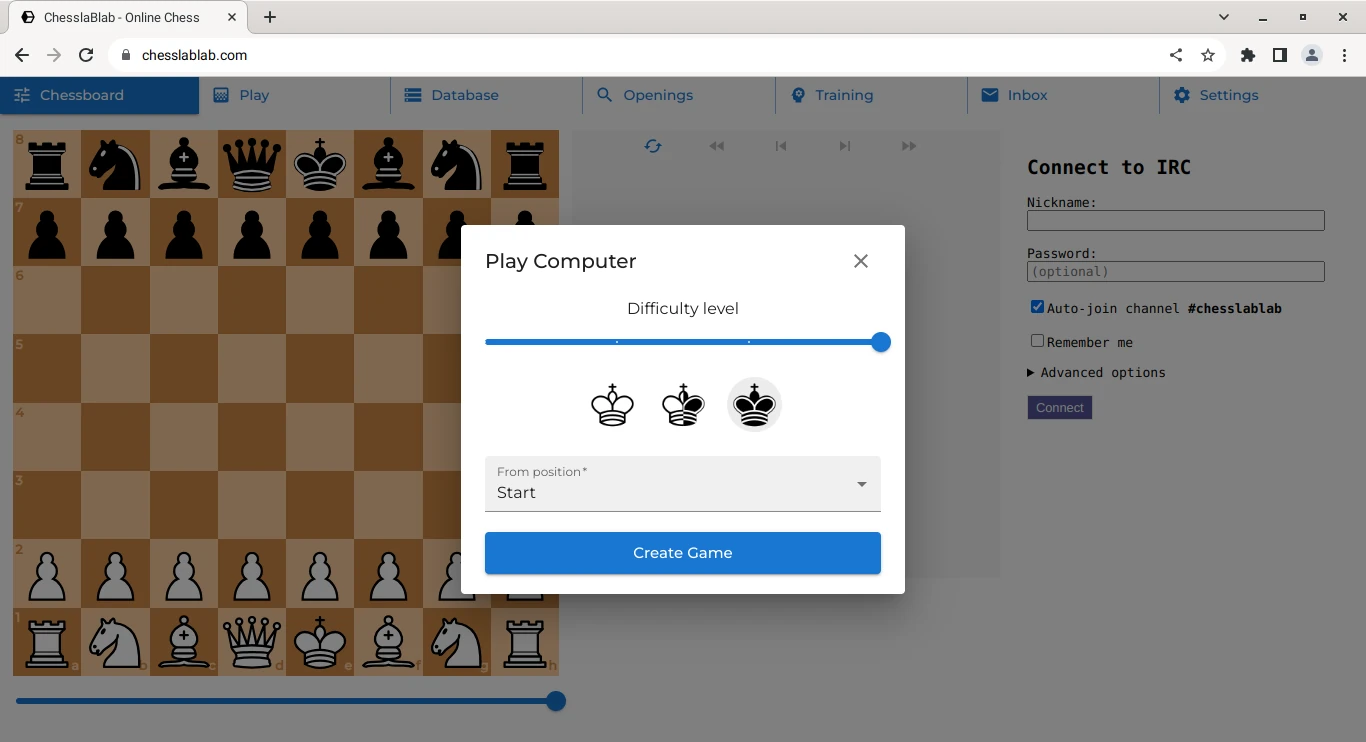 ChesslaBlab - Online Chess
chesslablab.com
Chessboard
Play
Database
Openings
Training
Inbox
Settings
8
7
6
5
4
3
2
1
a
b
c
d
e
f
g
h
Play Computer
Difficulty level
From position*
Start
Create Game
Connect to IRC
Nickname:
Password:
(optional)
Auto-join channel #chesslablab
Remember me
Advanced options
Connect